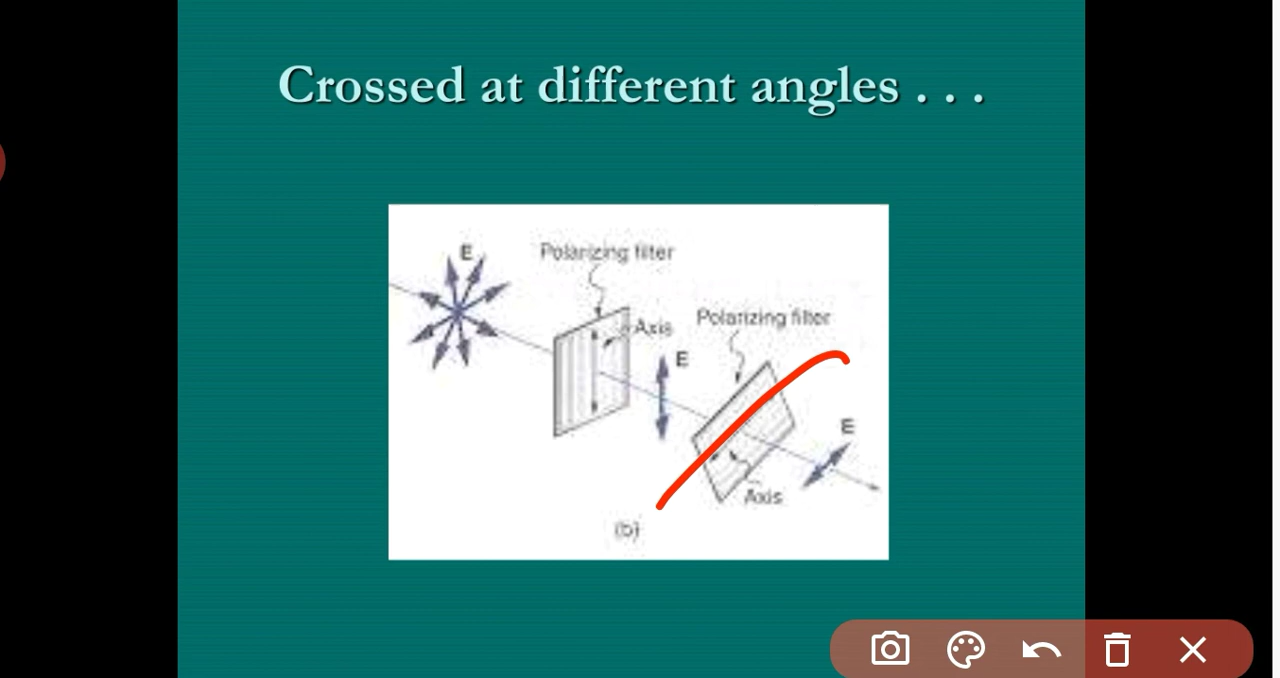 Crossed at different angles . . .
E
Polarizing filter
Axis
Polarizing filter
E
E
Axis
(b)